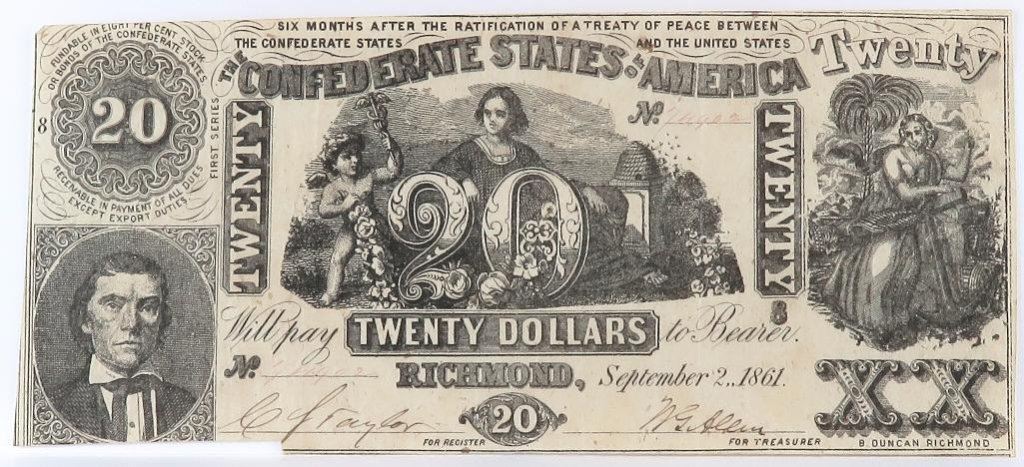 FUNDABLE IN EIGHT PER CENT STOCK
OR BONDS OF THE CONFEDERATE STATES
20
RECEIVABLE IN PAYMENT OF ALL DUES
EXCEPT EXPORT DUTIES
8
FIRST SERIES
SIX MONTHS AFTER THE RATIFICATION OF A TREATY OF PEACE BETWEEN
THE CONFEDERATE STATES AND THE UNITED STATES
THE CONFEDERATE STATES OF AMERICA
Twenty
TWENTY
No.
20
TWENTY
8
Will pay TWENTY DOLLARS to Bearer.
No.
RICHMOND, September 2., 1861.
XX
20
C J Taylor
FOR REGISTER
FOR TREASURER
B. DUNCAN RICHMOND